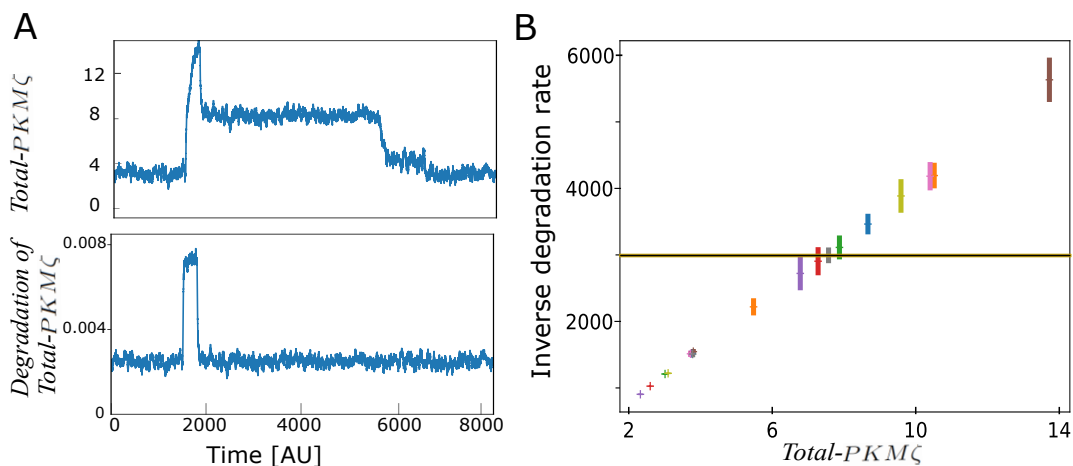 A
Total-PKMζ
12
8
4
0
Degradation of
Total-PKMζ
0.008
0.004
0
0
2000
4000
6000
8000
Time [AU]
B
Inverse degradation rate
6000
4000
2000
2
6
10
14
Total-PKMζ